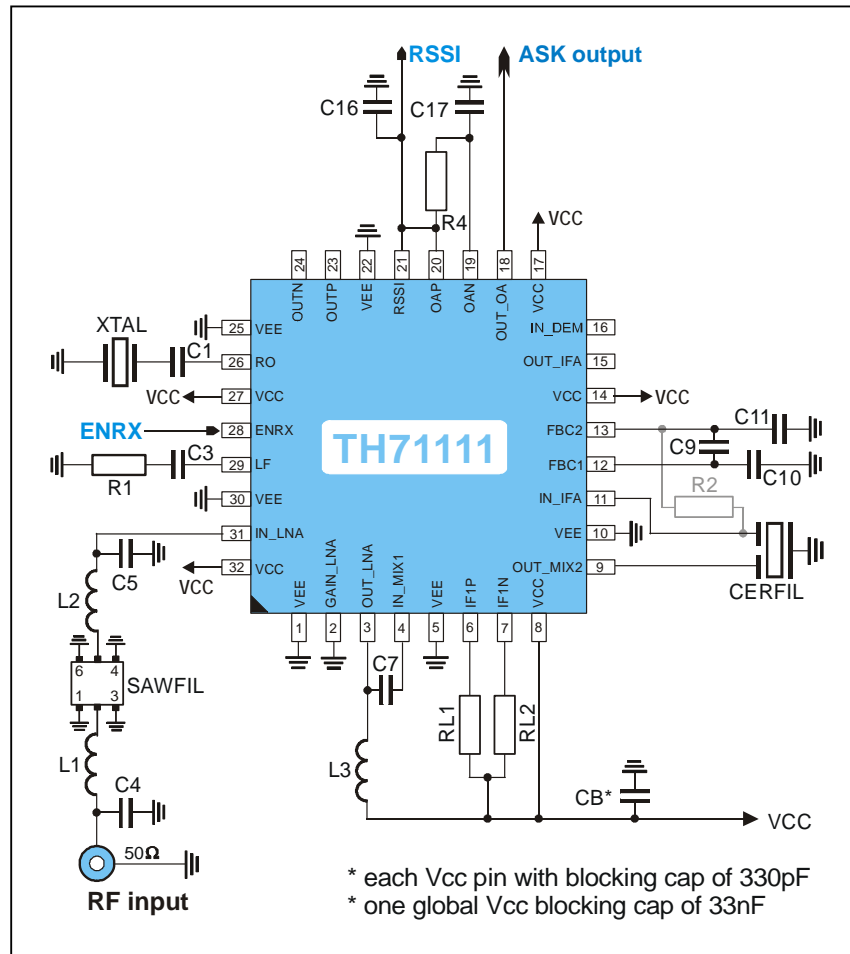 RSSI ASK output
C16 C17
R4
VCC
24 23 22 21 20 19 18 17
OUTN OUTP VEE RSSI OAP OAN OUT_OA VCC
XTAL
C1
25 VEE IN_DEM 16
26 RO OUT_IFA 15
VCC 27 VCC VCC 14 VCC
ENRX 28 ENRX FBC2 13 C11
C9
TH71111
C3 29 LF FBC1 12 C10
R1
30 VEE IN_IFA 11 R2
31 IN_LNA VEE 10
VCC 32 VCC OUT_MIX2 9
C5
CERFIL
L2
VEE GAIN_LNA OUT_LNA IN_MIX1 VEE IF1P IF1N VCC
1 2 3 4 5 6 7 8
6 4
1 3
SAWFIL
C7
RL1 RL2
L1
L3
C4
CB*
VCC
50Ω
RF input
* each Vcc pin with blocking cap of 330pF
* one global Vcc blocking cap of 33nF